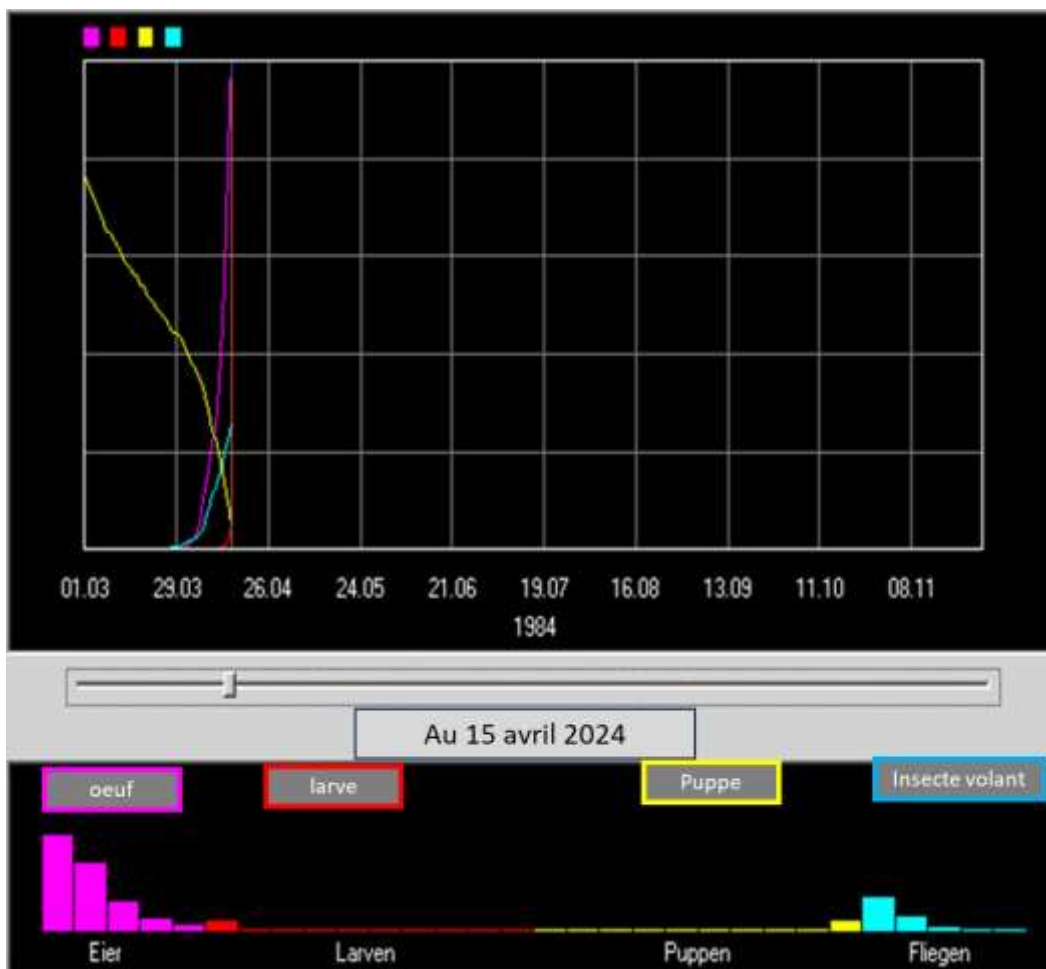 01.03 29.03 26.04 24.05 21.06 19.07 16.08 13.09 11.10 08.11
1984
Au 15 avril 2024
oeuf larve Puppe Insecte volant
Eier Larven Puppen Fliegen